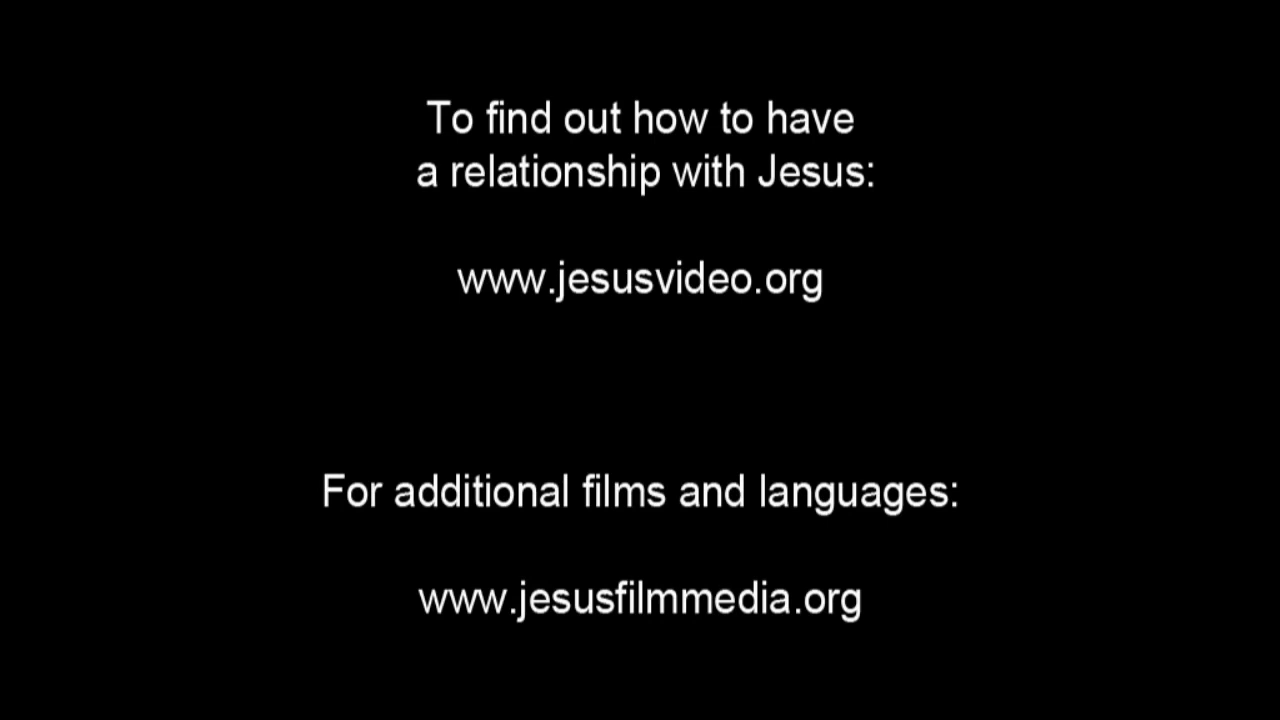 To find out how to have
a relationship with Jesus:
www.jesusvideo.org
For additional films and languages:
www.jesusfilmmedia.org